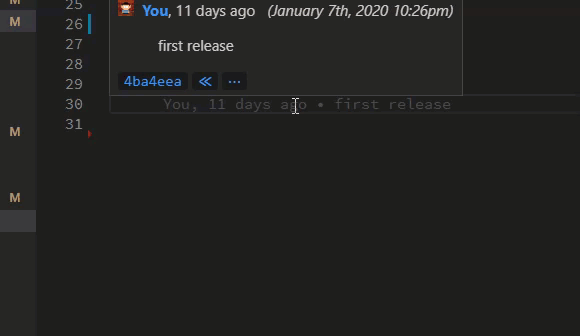 25
M
You, 11 days ago (January 7th, 2020 10:26pm)
26
27
first release
28
29
4ba4eea
30
You, 11 days ago • first release
31
M
M